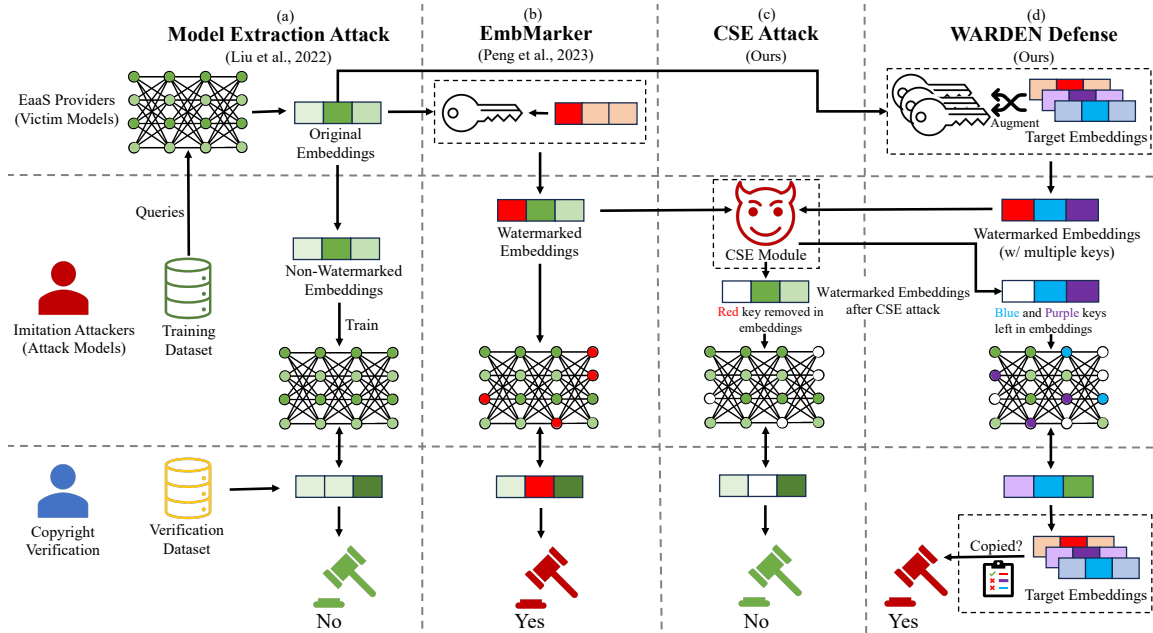 (a)
Model Extraction Attack
(Liu et al., 2022)
(b)
EmbMarker
(Peng et al., 2023)
(c)
CSE Attack
(Ours)
(d)
WARDEN Defense
(Ours)
EaaS Providers
(Victim Models)
Original
Embeddings
Augment
Target Embeddings
Queries
Imitation Attackers
(Attack Models)
Training
Dataset
Non-Watermarked
Embeddings
Train
Watermarked
Embeddings
CSE Module
Red key removed in
embeddings
Watermarked Embeddings
after CSE attack
Watermarked Embeddings
(w/ multiple keys)
Blue and Purple keys
left in embeddings
Copyright
Verification
Verification
Dataset
No
Yes
No
Yes
Copied?
Target Embeddings